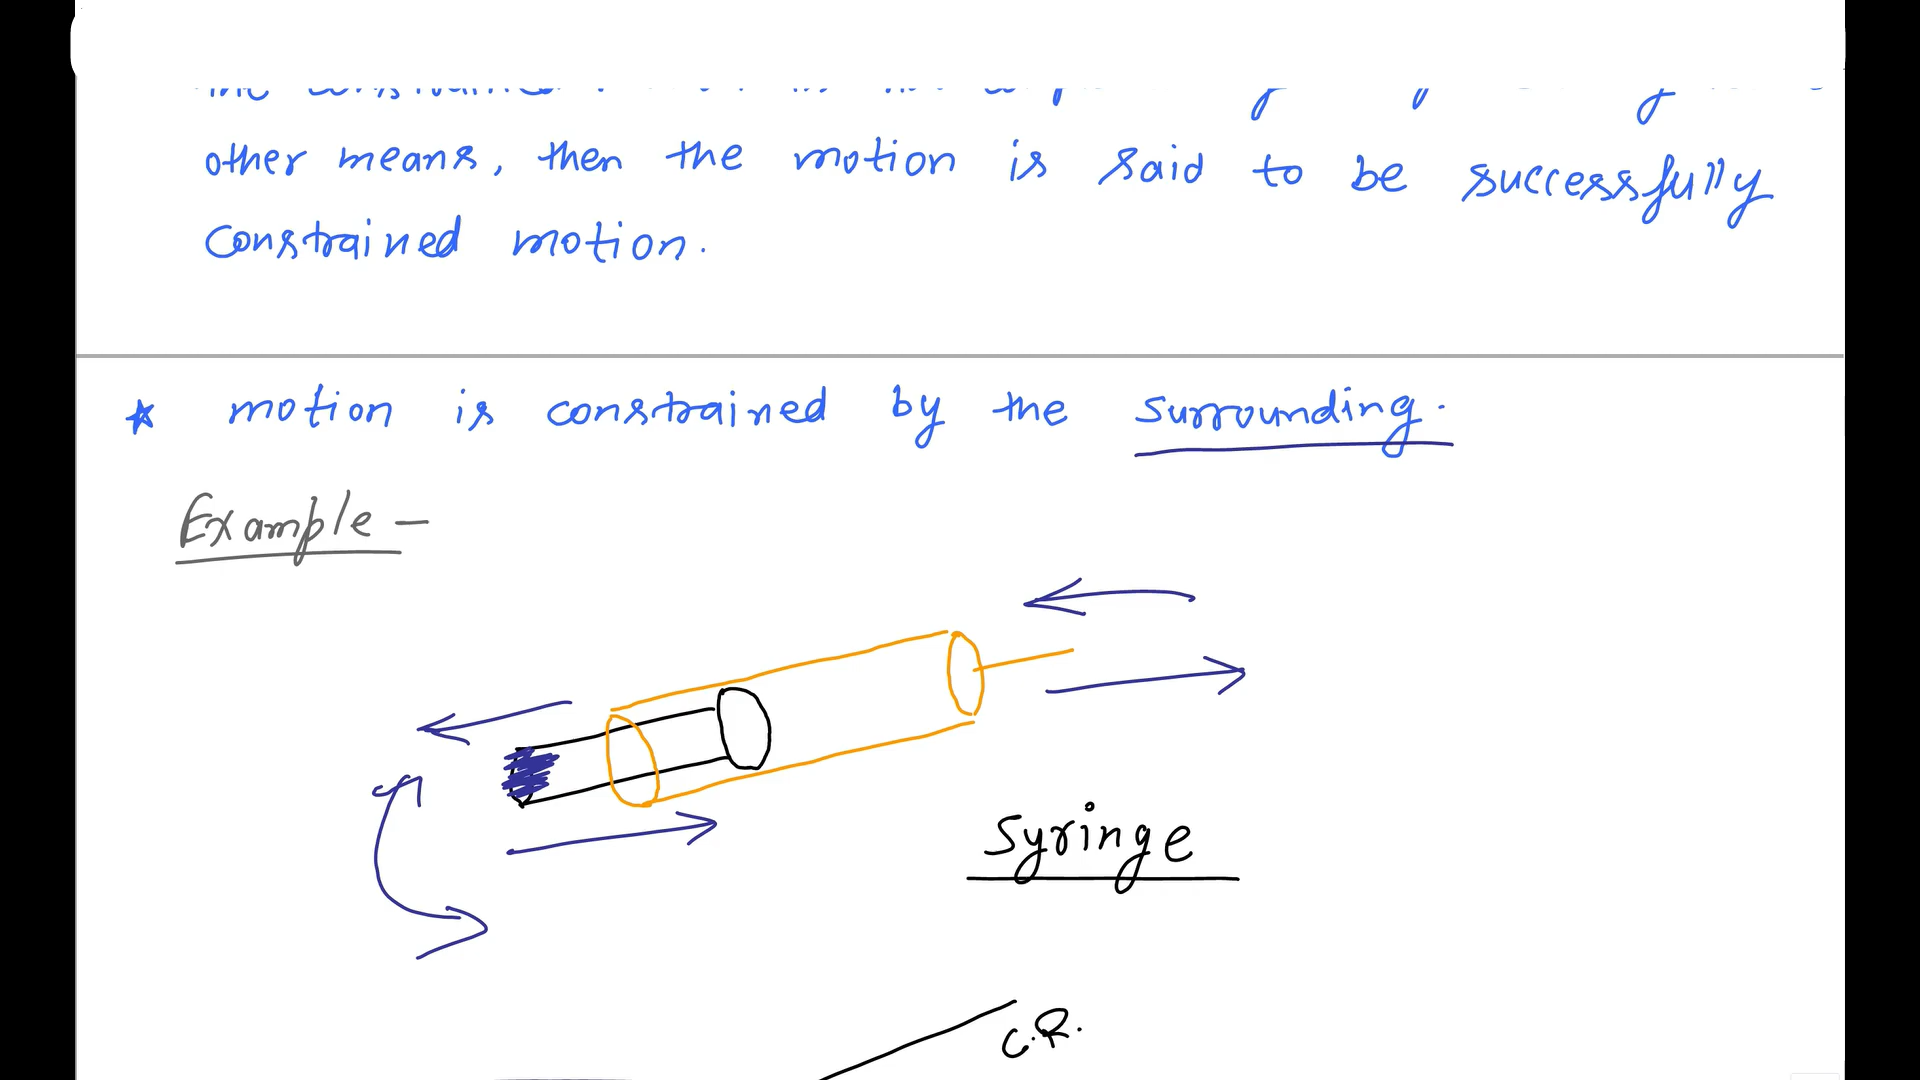 other means, then the motion is said to be successfully
constrained motion.
☆ motion is constrained by the surrounding.
Example -
Syringe
C.R.